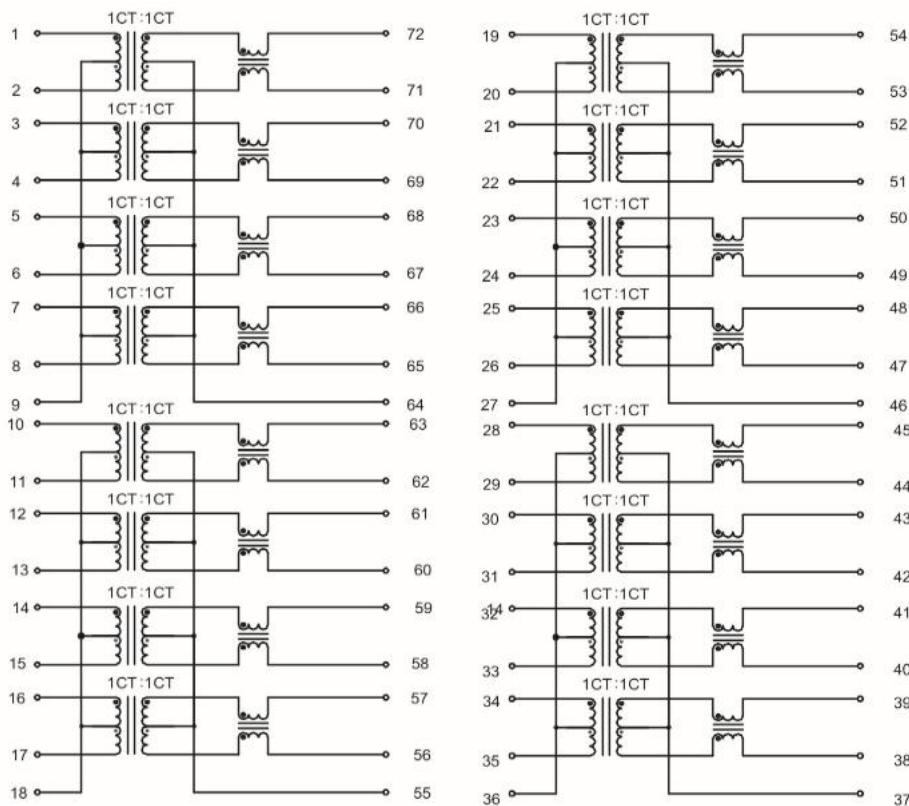 1CT:1CT
1 72
2 71
1CT:1CT
3 70
4 69
1CT:1CT
5 68
6 67
1CT:1CT
7 66
8 65
9 64
1CT:1CT
10 63
11 62
1CT:1CT
12 61
13 60
1CT:1CT
14 59
15 58
1CT:1CT
16 57
17 56
18 55
1CT:1CT
19 54
20 53
1CT:1CT
21 52
22 51
1CT:1CT
23 50
24 49
1CT:1CT
25 48
26 47
27 46
1CT:1CT
28 45
29 44
1CT:1CT
30 43
31 42
1CT:1CT
32 14 41
33 40
1CT:1CT
34 39
35 38
36 37